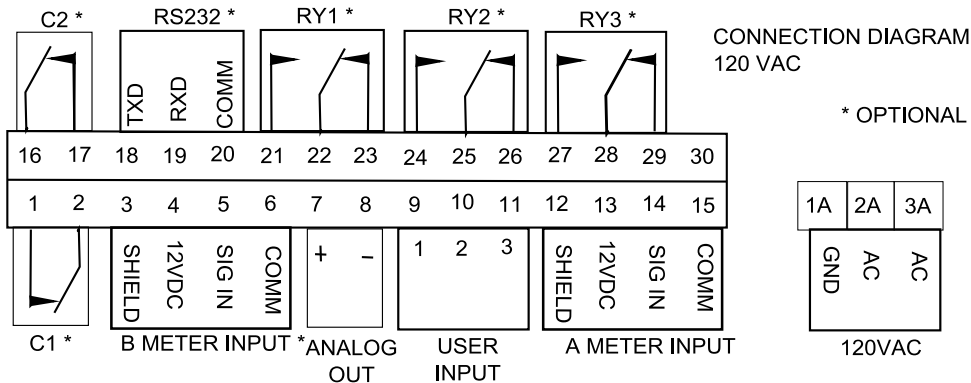 C2 *
RS232 *
RY1 *
RY2 *
RY3 *
CONNECTION DIAGRAM
120 VAC
* OPTIONAL
TXD
RXD
COMM
16 17 18 19 20 21 22 23 24 25 26 27 28 29 30
1 2 3 4 5 6 7 8 9 10 11 12 13 14 15
1A 2A 3A
SHIELD
12VDC
SIG IN
COMM
+ –
1 2 3
SHIELD
12VDC
SIG IN
COMM
GND
AC
AC
C1 *
B METER INPUT *
ANALOG
OUT
USER
INPUT
A METER INPUT
120VAC